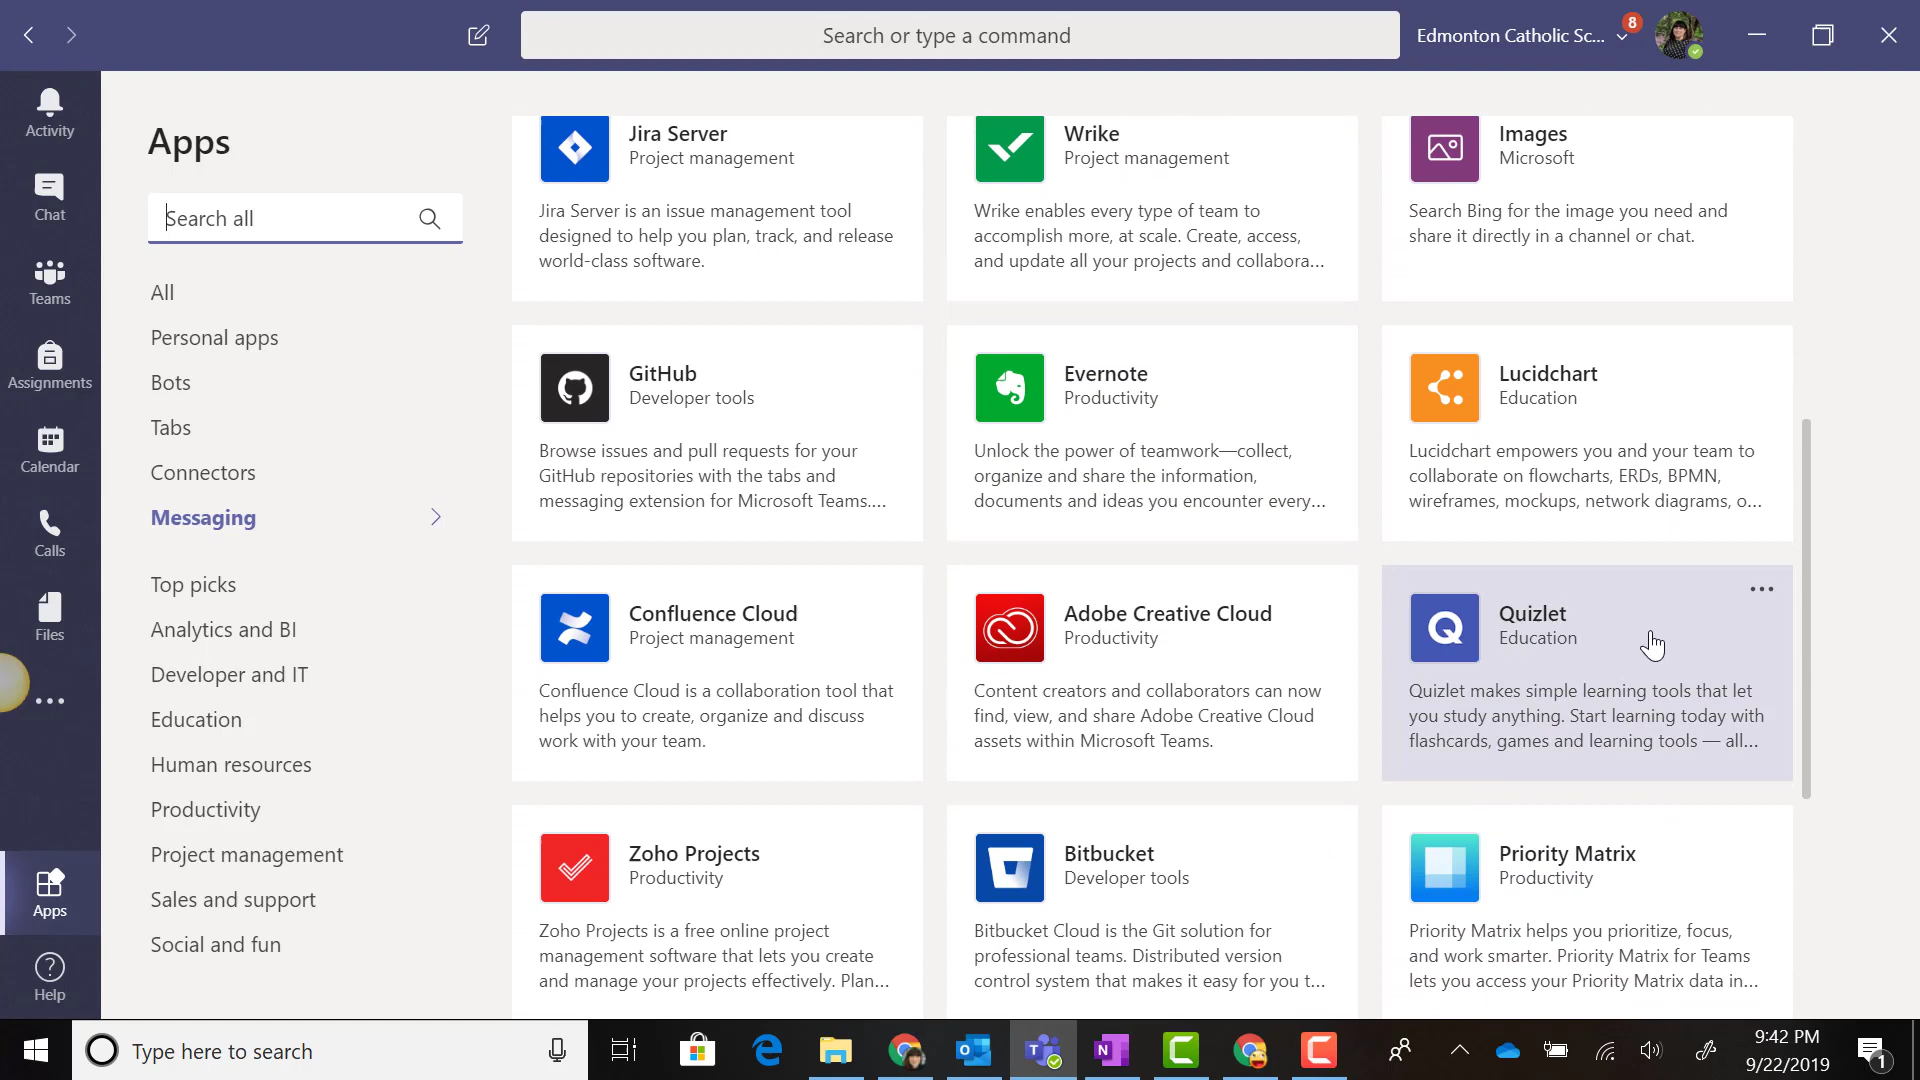 Search or type a command
Edmonton Catholic Sc...
8
Activity
Chat
Teams
Assignments
Calendar
Calls
Files
Apps
Help
Apps
Search all
All
Personal apps
Bots
Tabs
Connectors
Messaging
Top picks
Analytics and BI
Developer and IT
Education
Human resources
Productivity
Project management
Sales and support
Social and fun
Jira Server
Project management
Jira Server is an issue management tool
designed to help you plan, track, and release
world-class software.
Wrike
Project management
Wrike enables every type of team to
accomplish more, at scale. Create, access,
and update all your projects and collabora...
Images
Microsoft
Search Bing for the image you need and
share it directly in a channel or chat.
GitHub
Developer tools
Browse issues and pull requests for your
GitHub repositories with the tabs and
messaging extension for Microsoft Teams....
Evernote
Productivity
Unlock the power of teamwork—collect,
organize and share the information,
documents and ideas you encounter every...
Lucidchart
Education
Lucidchart empowers you and your team to
collaborate on flowcharts, ERDs, BPMN,
wireframes, mockups, network diagrams, o...
Confluence Cloud
Project management
Confluence Cloud is a collaboration tool that
helps you to create, organize and discuss
work with your team.
Adobe Creative Cloud
Productivity
Content creators and collaborators can now
find, view, and share Adobe Creative Cloud
assets within Microsoft Teams.
Quizlet
Education
Quizlet makes simple learning tools that let
you study anything. Start learning today with
flashcards, games and learning tools — all...
Zoho Projects
Productivity
Zoho Projects is a free online project
management software that lets you create
and manage your projects effectively. Plan...
Bitbucket
Developer tools
Bitbucket Cloud is the Git solution for
professional teams. Distributed version
control system that makes it easy for you t...
Priority Matrix
Productivity
Priority Matrix helps you prioritize, focus,
and work smarter. Priority Matrix for Teams
lets you access your Priority Matrix data in...
Type here to search
9:42 PM
9/22/2019
1